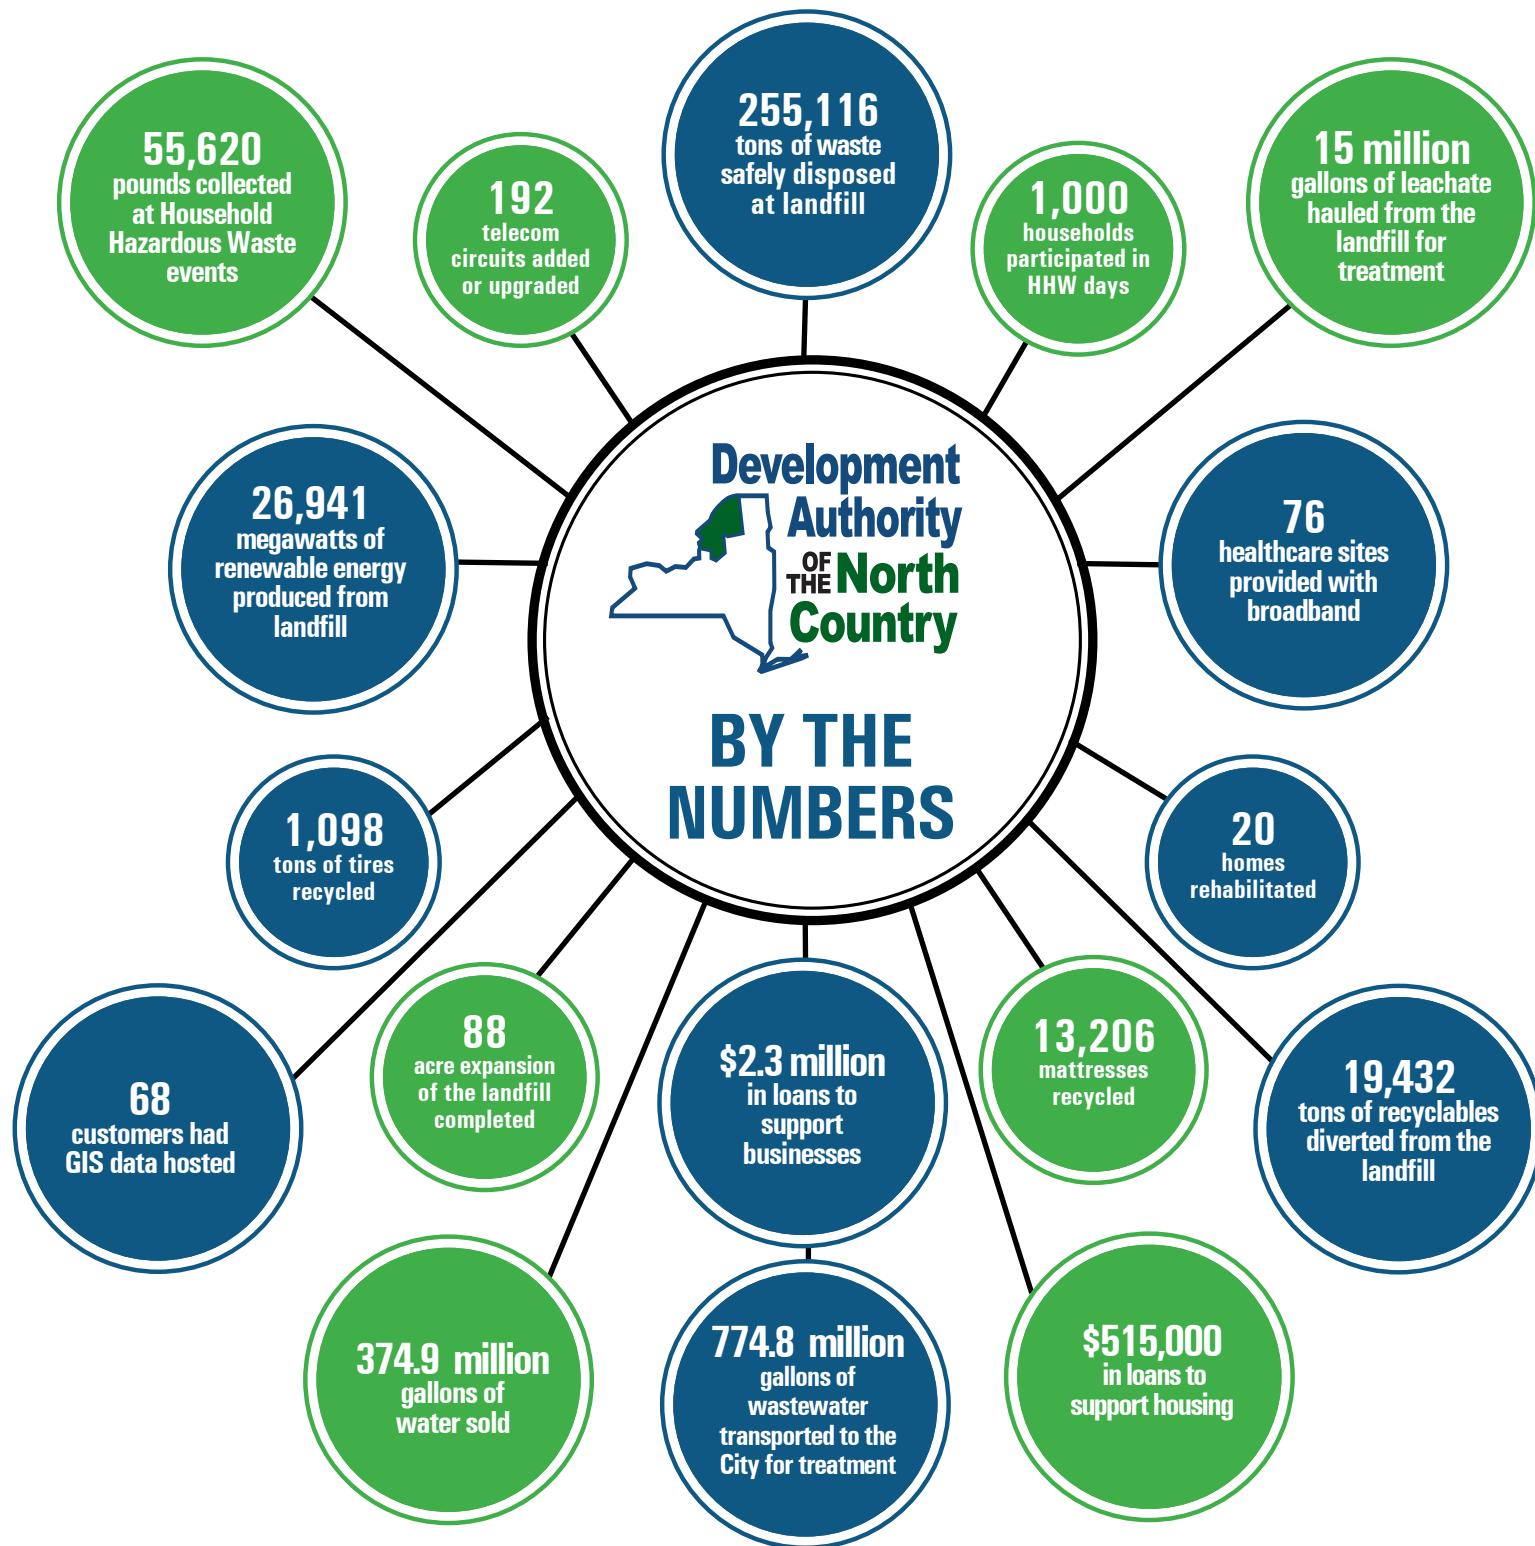 55,620
pounds collected
at Household
Hazardous Waste
events
192
telecom
circuits added
or upgraded
255,116
tons of waste
safely disposed
at landfill
1,000
households
participated in
HHW days
15 million
gallons of leachate
hauled from the
landfill for
treatment
26,941
megawatts of
renewable energy
produced from
landfill
Development
Authority
OF THE North
Country
BY THE
NUMBERS
76
healthcare sites
provided with
broadband
1,098
tons of tires
recycled
20
homes
rehabilitated
68
customers had
GIS data hosted
88
acre expansion
of the landfill
completed
$2.3 million
in loans to
support
businesses
13,206
mattresses
recycled
19,432
tons of recyclables
diverted from the
landfill
374.9 million
gallons of
water sold
774.8 million
gallons of
wastewater
transported to the
City for treatment
$515,000
in loans to
support housing